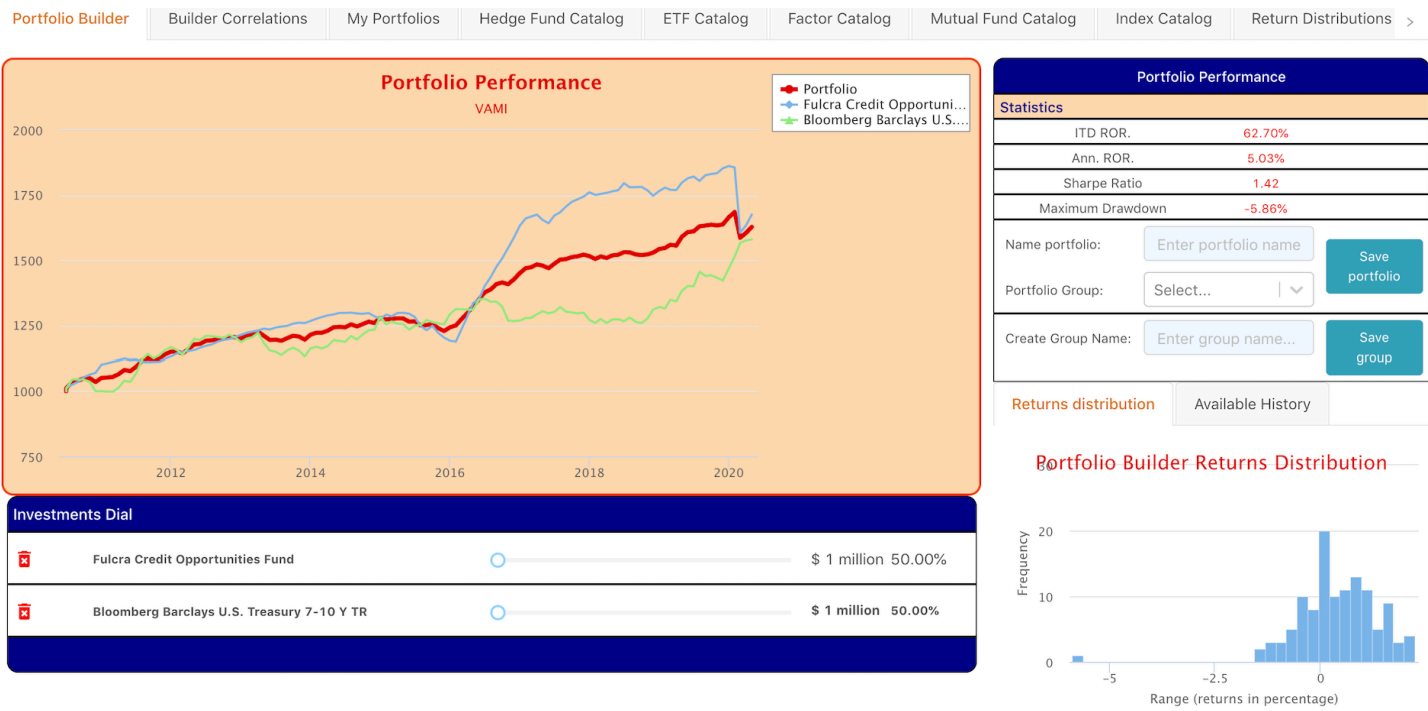 Portfolio Builder Builder Correlations My Portfolios Hedge Fund Catalog ETF Catalog Factor Catalog Mutual Fund Catalog Index Catalog Return Distributions >
Portfolio Performance
VAMI
Portfolio
Fulcra Credit Opportuni...
Bloomberg Barclays U.S....
2000
1750
1500
1250
1000
750
2012 2014 2016 2018 2020
Investments Dial
Fulcra Credit Opportunities Fund $ 1 million 50.00%
Bloomberg Barclays U.S. Treasury 7-10 Y TR $ 1 million 50.00%
Portfolio Performance
Statistics
ITD ROR. 62.70%
Ann. ROR. 5.03%
Sharpe Ratio 1.42
Maximum Drawdown -5.86%
Name portfolio: Enter portfolio name
Save
portfolio
Portfolio Group: Select...
Create Group Name: Enter group name...
Save
group
Returns distribution Available History
Portfolio Builder Returns Distribution
30
20
10
0
Frequency
-5 -2.5 0
Range (returns in percentage)